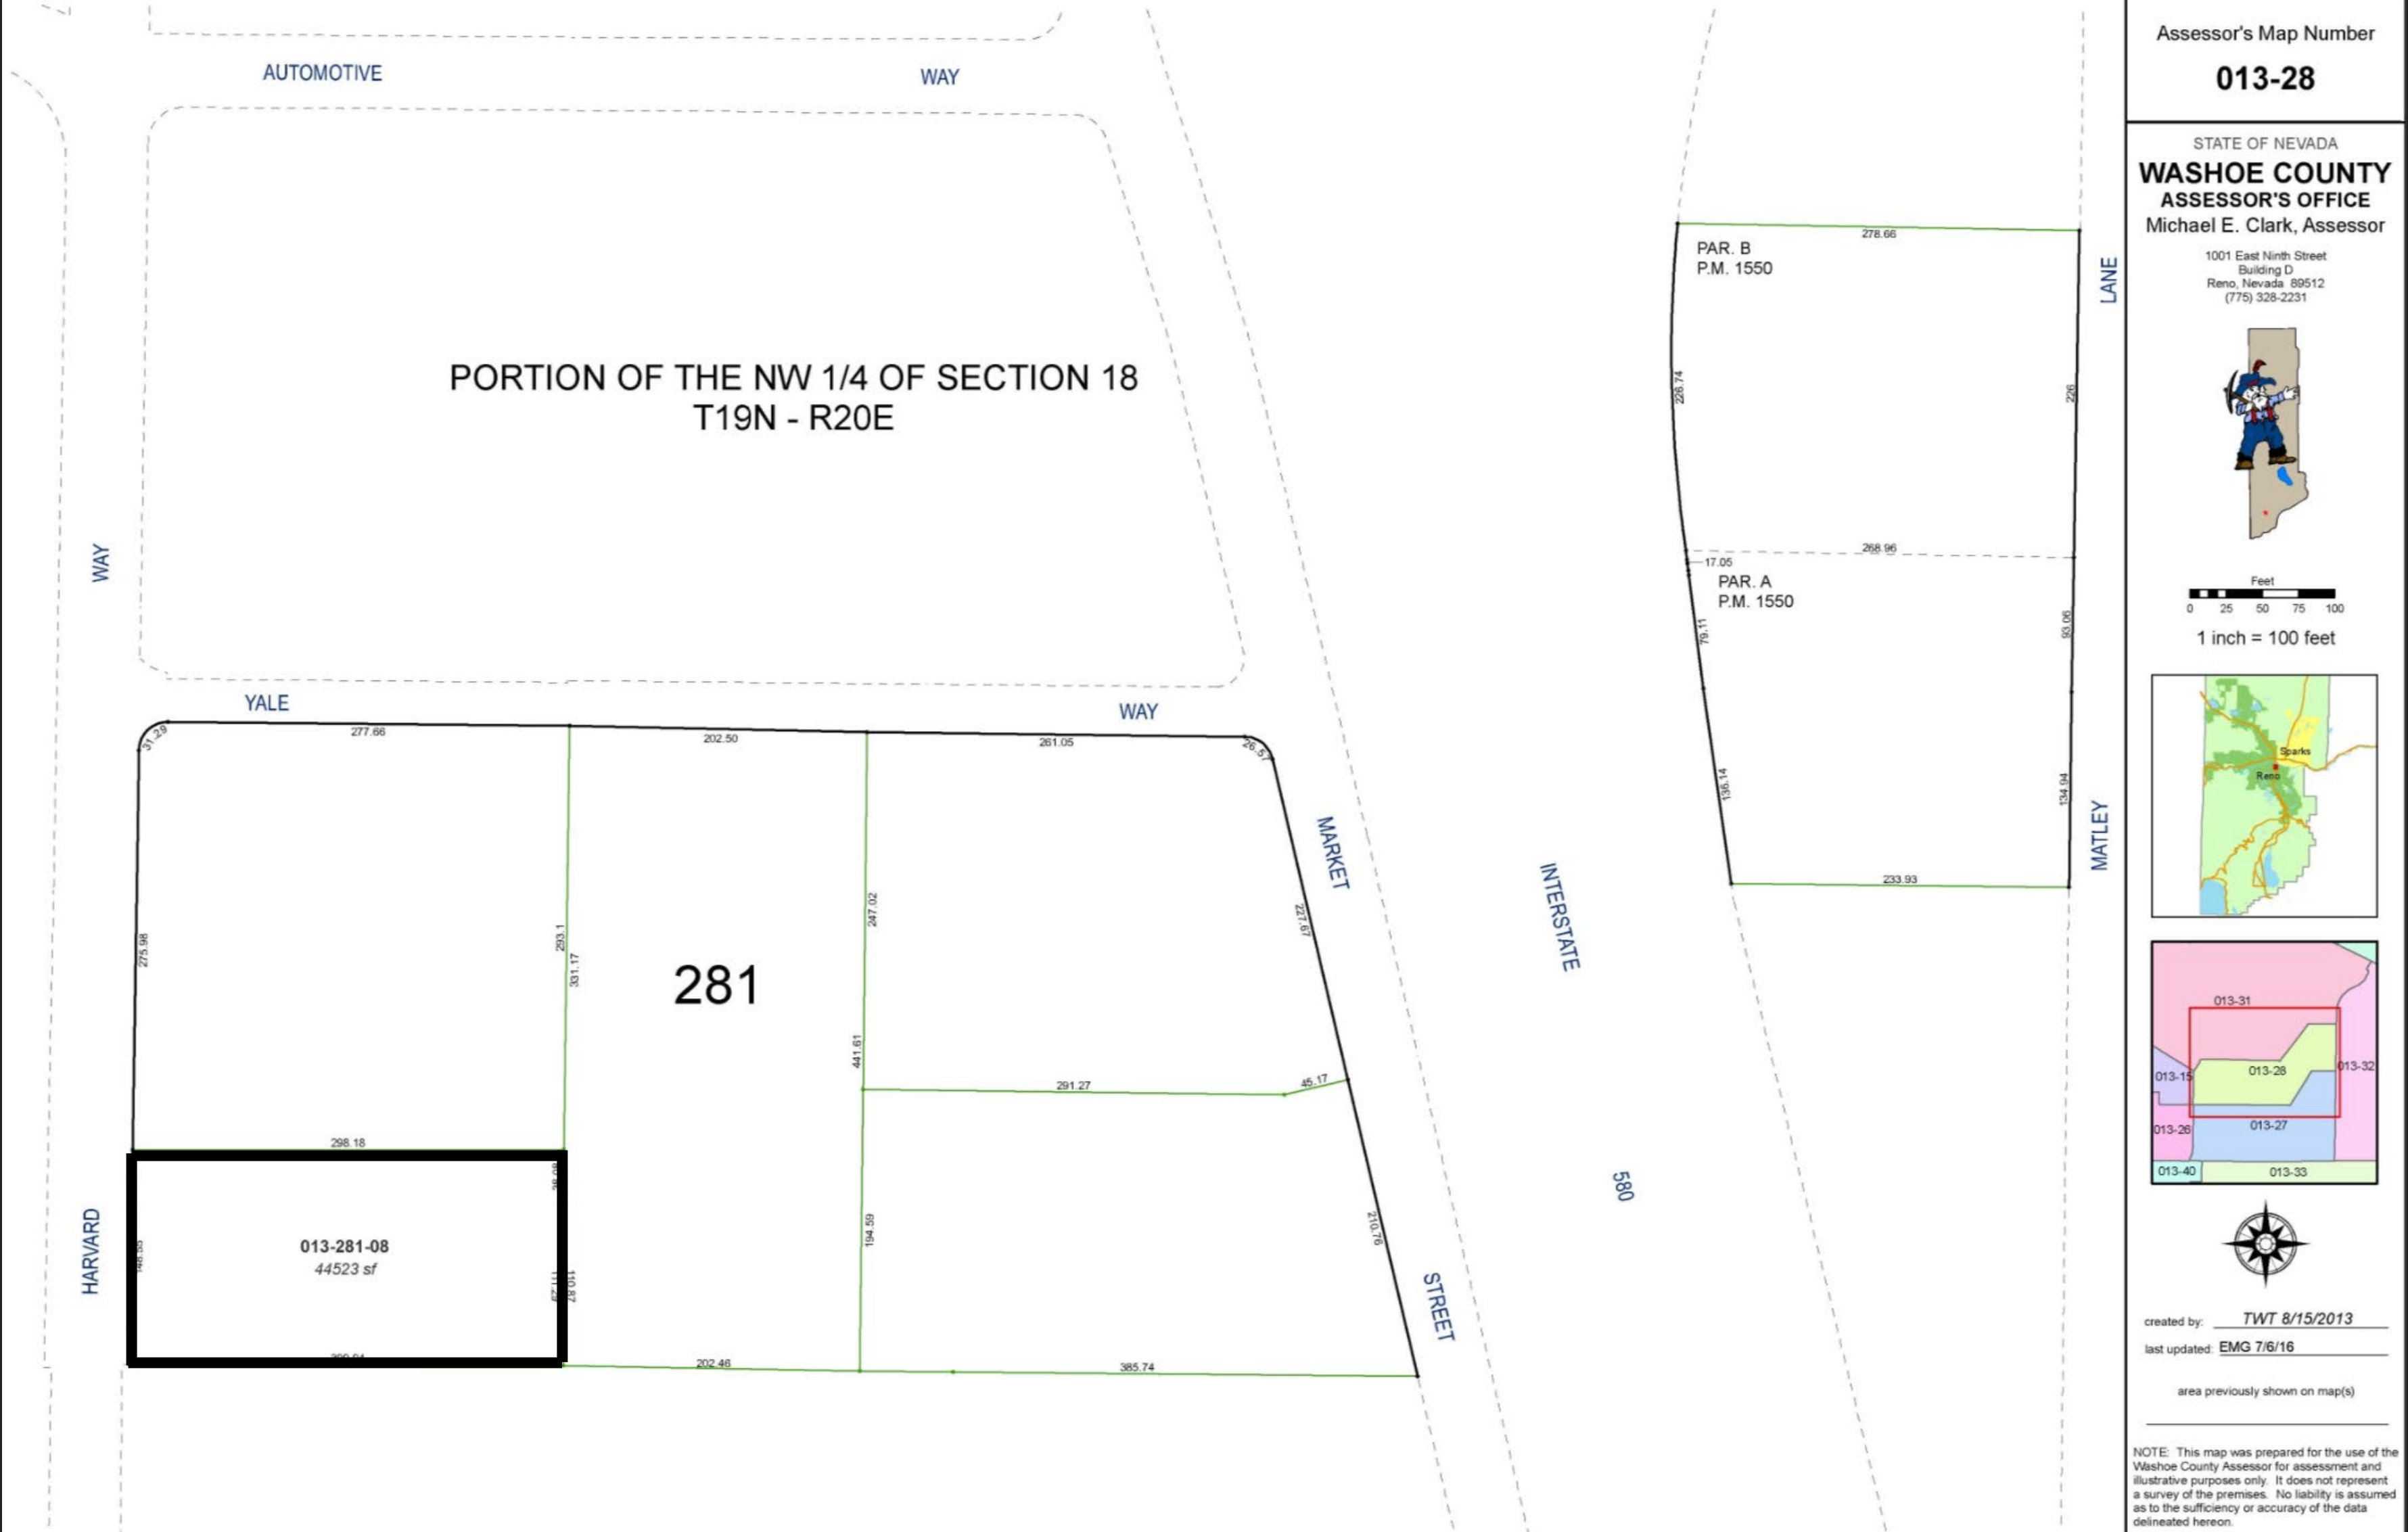 AUTOMOTIVE WAY
PORTION OF THE NW 1/4 OF SECTION 18
T19N - R20E
WAY
HARVARD
YALE WAY
31.29
277.66
202.50
261.05
26.57
275.98
293.1
331.17
281
247.02
441.61
227.67
MARKET
STREET
291.27
45.17
298.18
013-281-08
44523 sf
110.87
194.59
210.76
202.46
385.74
INTERSTATE
580
278.66
PAR. B
P.M. 1550
226.74
226
268.96
17.05
PAR. A
P.M. 1550
79.11
93.06
136.14
134.94
233.93
LANE
MATLEY
Assessor's Map Number
013-28
STATE OF NEVADA
WASHOE COUNTY
ASSESSOR'S OFFICE
Michael E. Clark, Assessor
1001 East Ninth Street
Building D
Reno, Nevada 89512
(775) 328-2231
Feet
0 25 50 75 100
1 inch = 100 feet
Sparks
Reno
013-31
013-15
013-28
013-32
013-26
013-27
013-40
013-33
created by: TWT 8/15/2013
last updated: EMG 7/6/16
area previously shown on map(s)
NOTE: This map was prepared for the use of the
Washoe County Assessor for assessment and
illustrative purposes only. It does not represent
a survey of the premises. No liability is assumed
as to the sufficiency or accuracy of the data
delineated hereon.